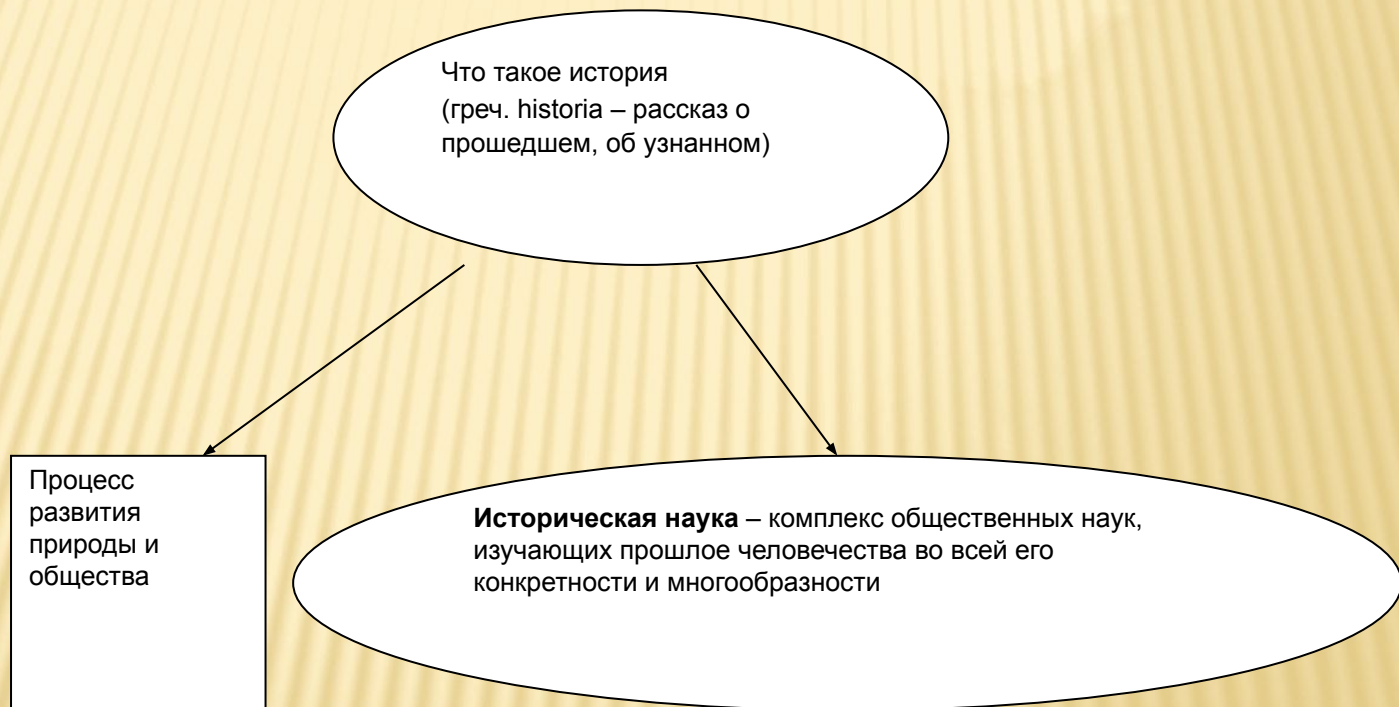 Что такое история
(греч. historia – рассказ о
прошедшем, об узнанном)
Процесс
развития
природы и
общества
Историческая наука – комплекс общественных наук,
изучающих прошлое человечества во всей его
конкретности и многообразности